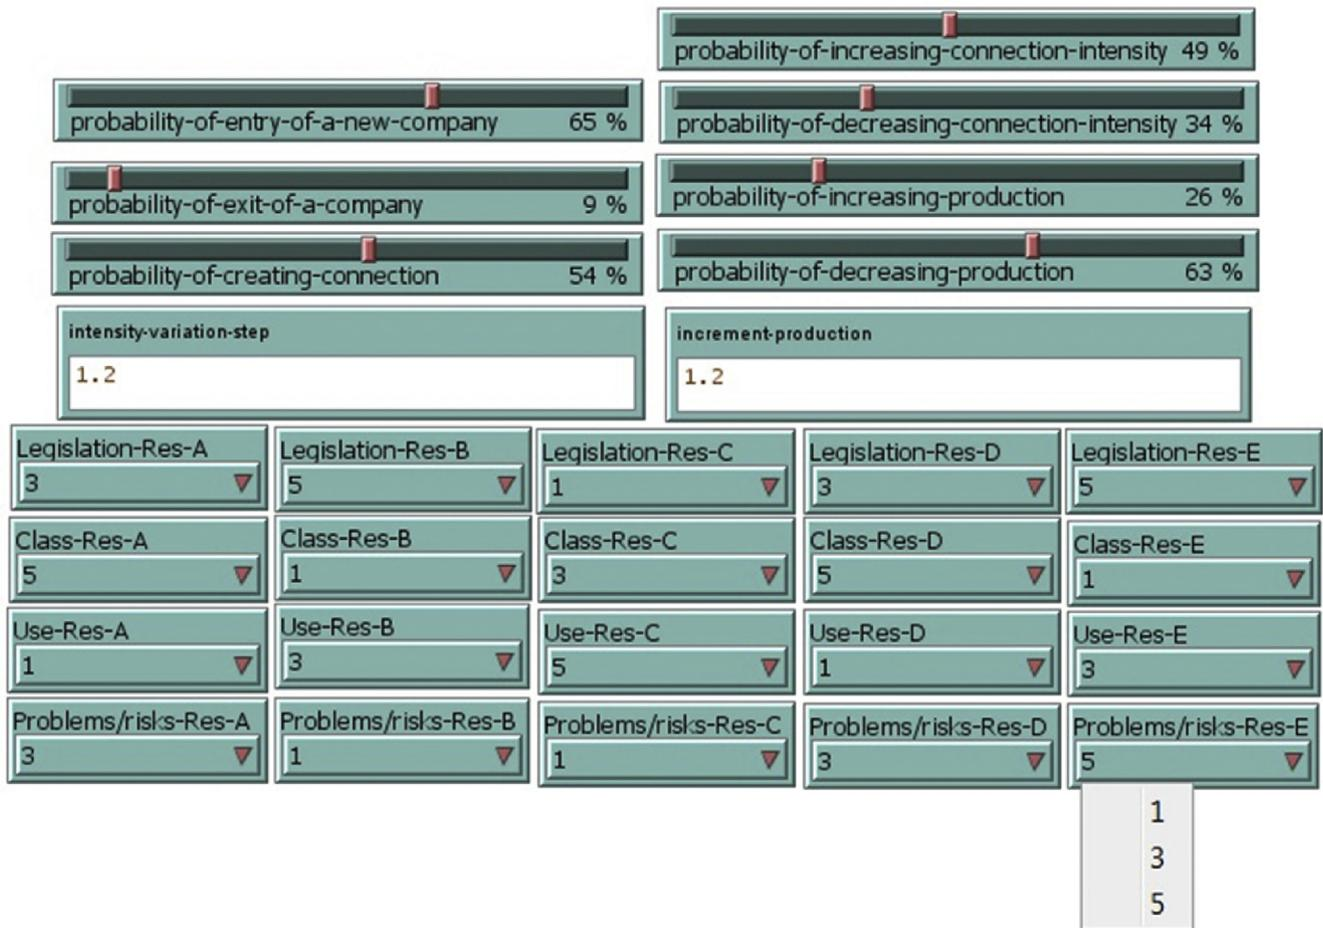 probability-of-increasing-connection-intensity 49 %
probability-of-entry-of-a-new-company 65 %
probability-of-decreasing-connection-intensity 34 %
probability-of-exit-of-a-company 9 %
probability-of-increasing-production 26 %
probability-of-creating-connection 54 %
probability-of-decreasing-production 63 %
intensity-variation-step
1.2
increment-production
1.2
Legislation-Res-A
3
Legislation-Res-B
5
Legislation-Res-C
1
Legislation-Res-D
3
Legislation-Res-E
5
Class-Res-A
5
Class-Res-B
1
Class-Res-C
3
Class-Res-D
5
Class-Res-E
1
Use-Res-A
1
Use-Res-B
3
Use-Res-C
5
Use-Res-D
1
Use-Res-E
3
Problems/risks-Res-A
3
Problems/risks-Res-B
1
Problems/risks-Res-C
1
Problems/risks-Res-D
3
Problems/risks-Res-E
5
1
3
5